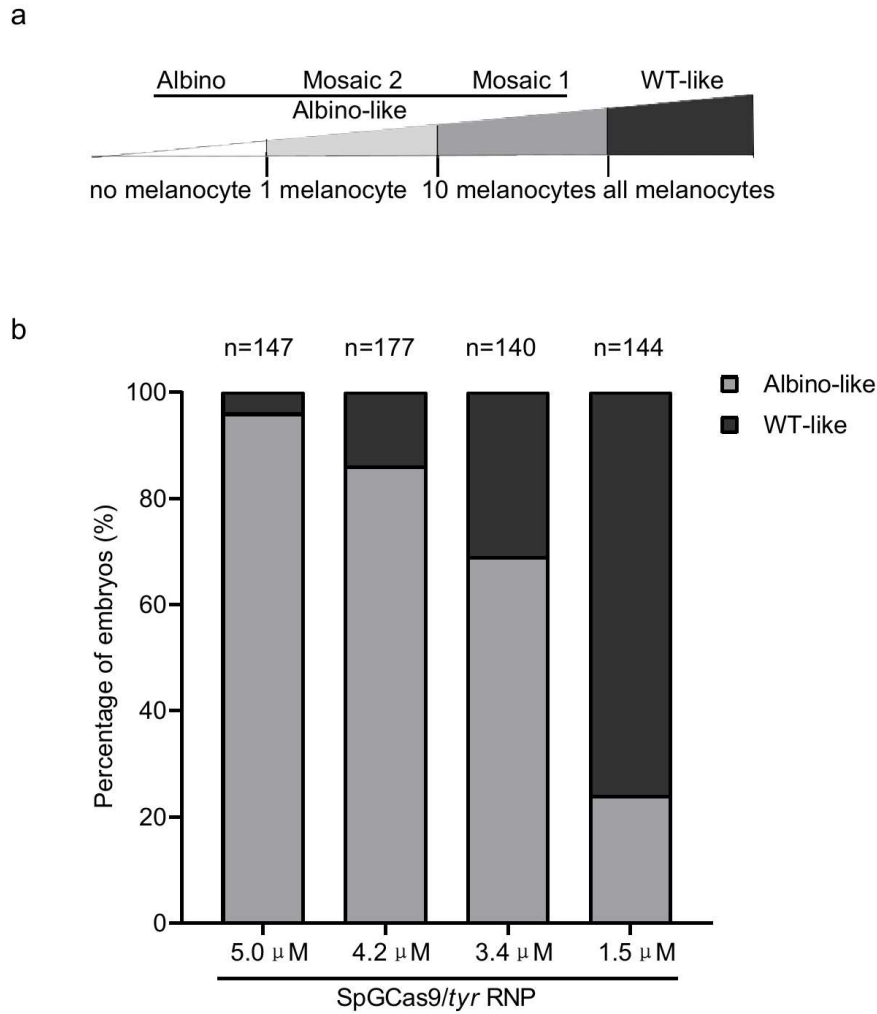 a
Albino Mosaic 2 Mosaic 1 WT-like
Albino-like
no melanocyte 1 melanocyte 10 melanocytes all melanocytes
b
n=147 n=177 n=140 n=144
Albino-like
WT-like
Percentage of embryos (%)
100
80
60
40
20
0
5.0 μM 4.2 μM 3.4 μM 1.5 μM
SpGCas9/tyr RNP